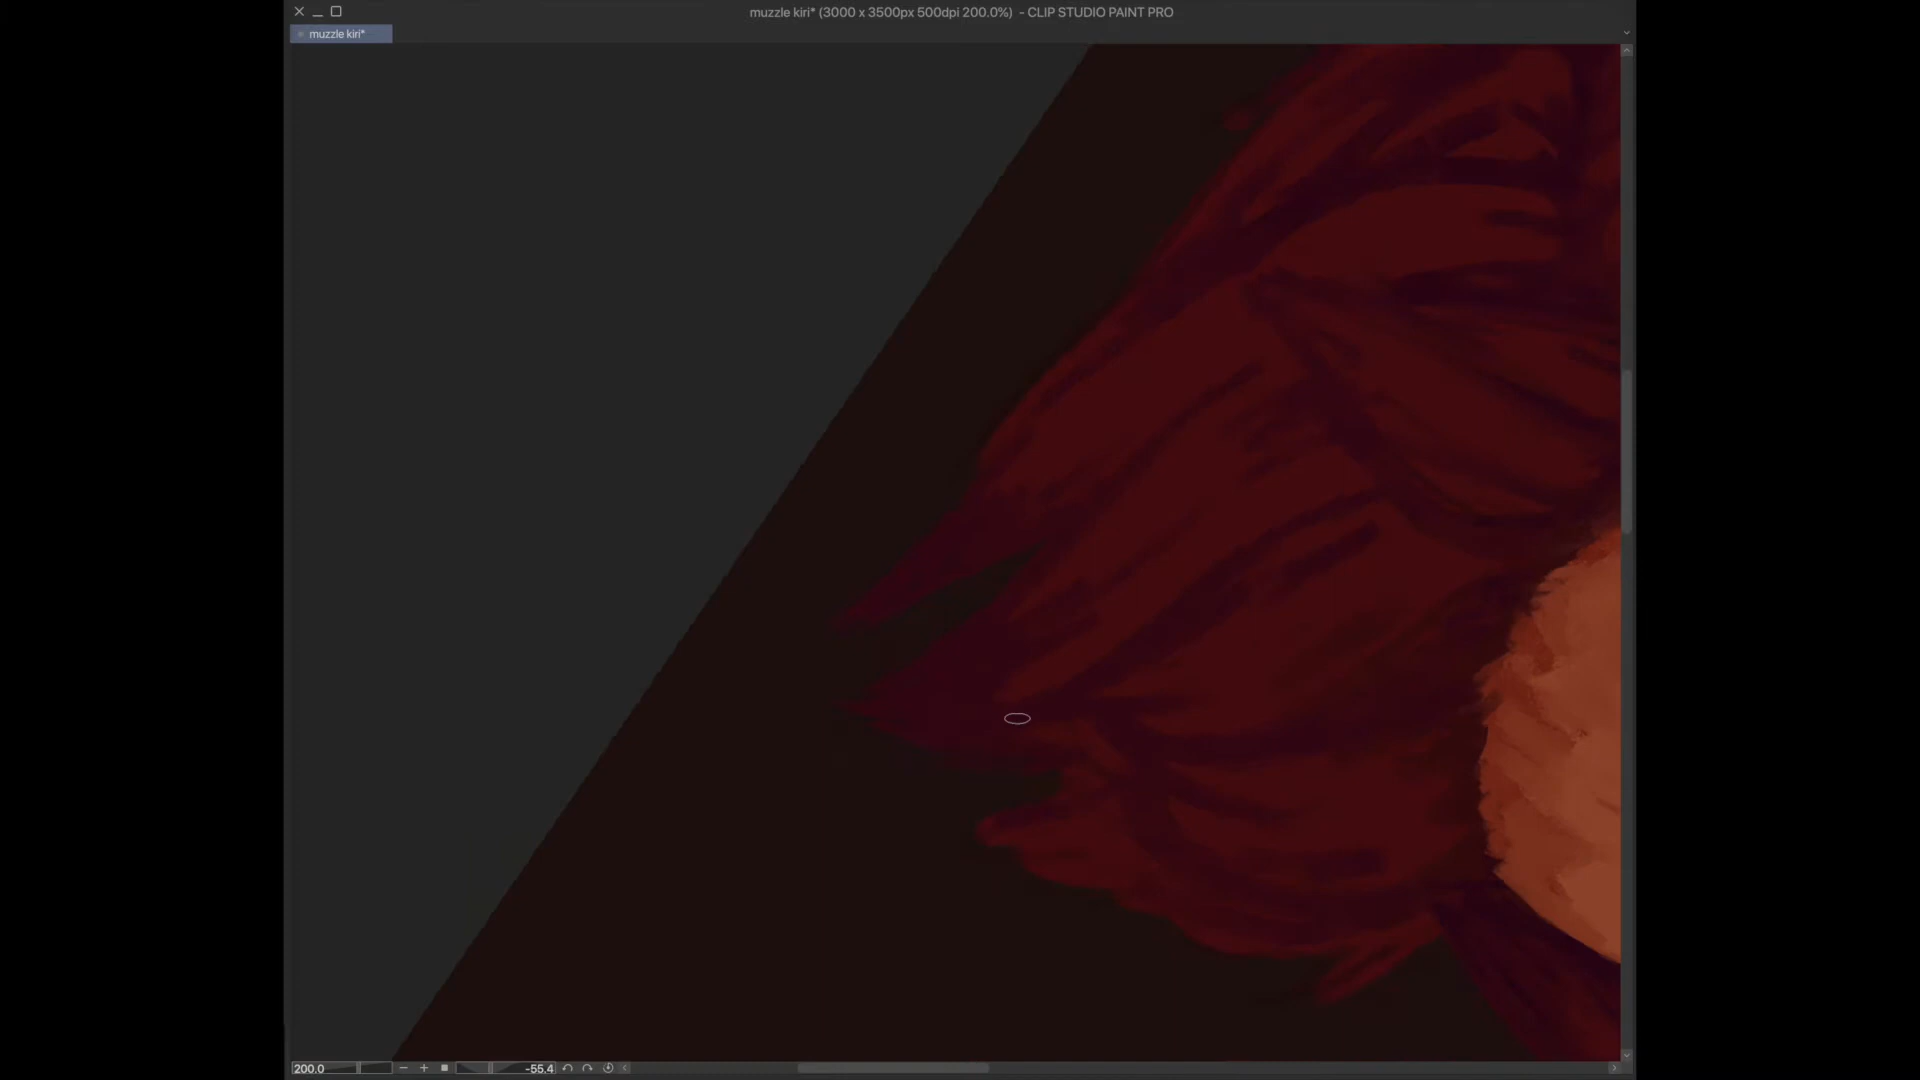 muzzle kiri* (3000 x 3500px 500dpi 200.0%) - CLIP STUDIO PAINT PRO
muzzle kiri*
200.0
-55.4